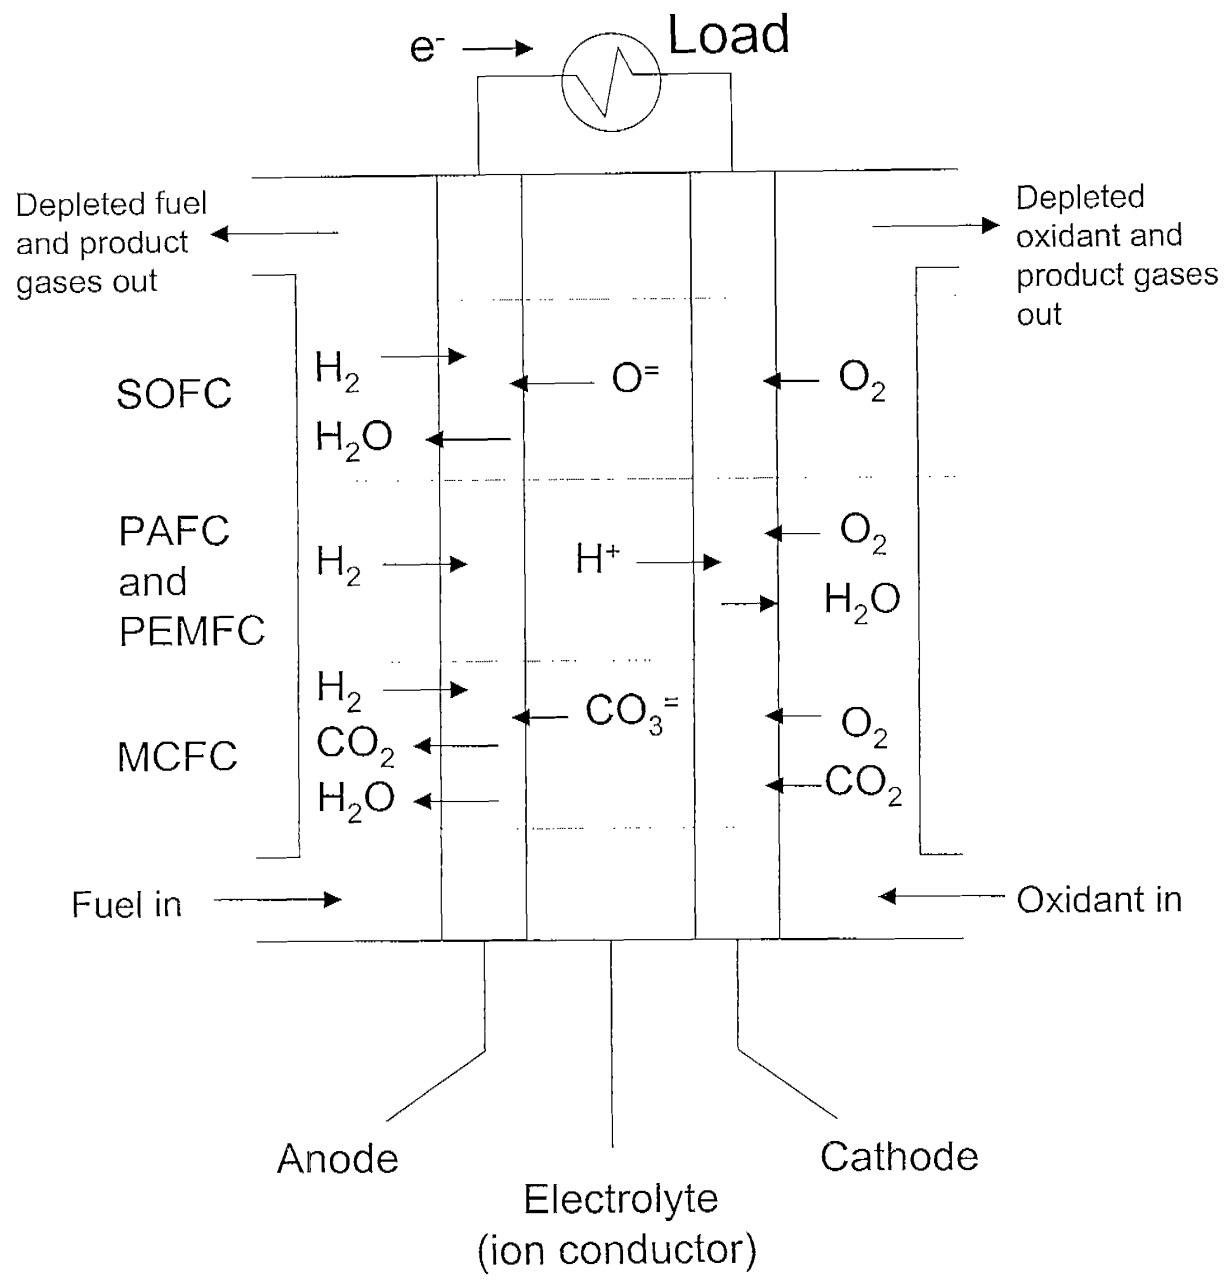 e⁻
Load
Depleted fuel
and product
gases out
Depleted
oxidant and
product gases
out
SOFC
H₂
H₂O
O⁼
O₂
PAFC
and
PEMFC
H₂
H⁺
O₂
H₂O
MCFC
H₂
CO₂
H₂O
CO₃⁼
O₂
CO₂
Fuel in
Oxidant in
Anode
Cathode
Electrolyte
(ion conductor)